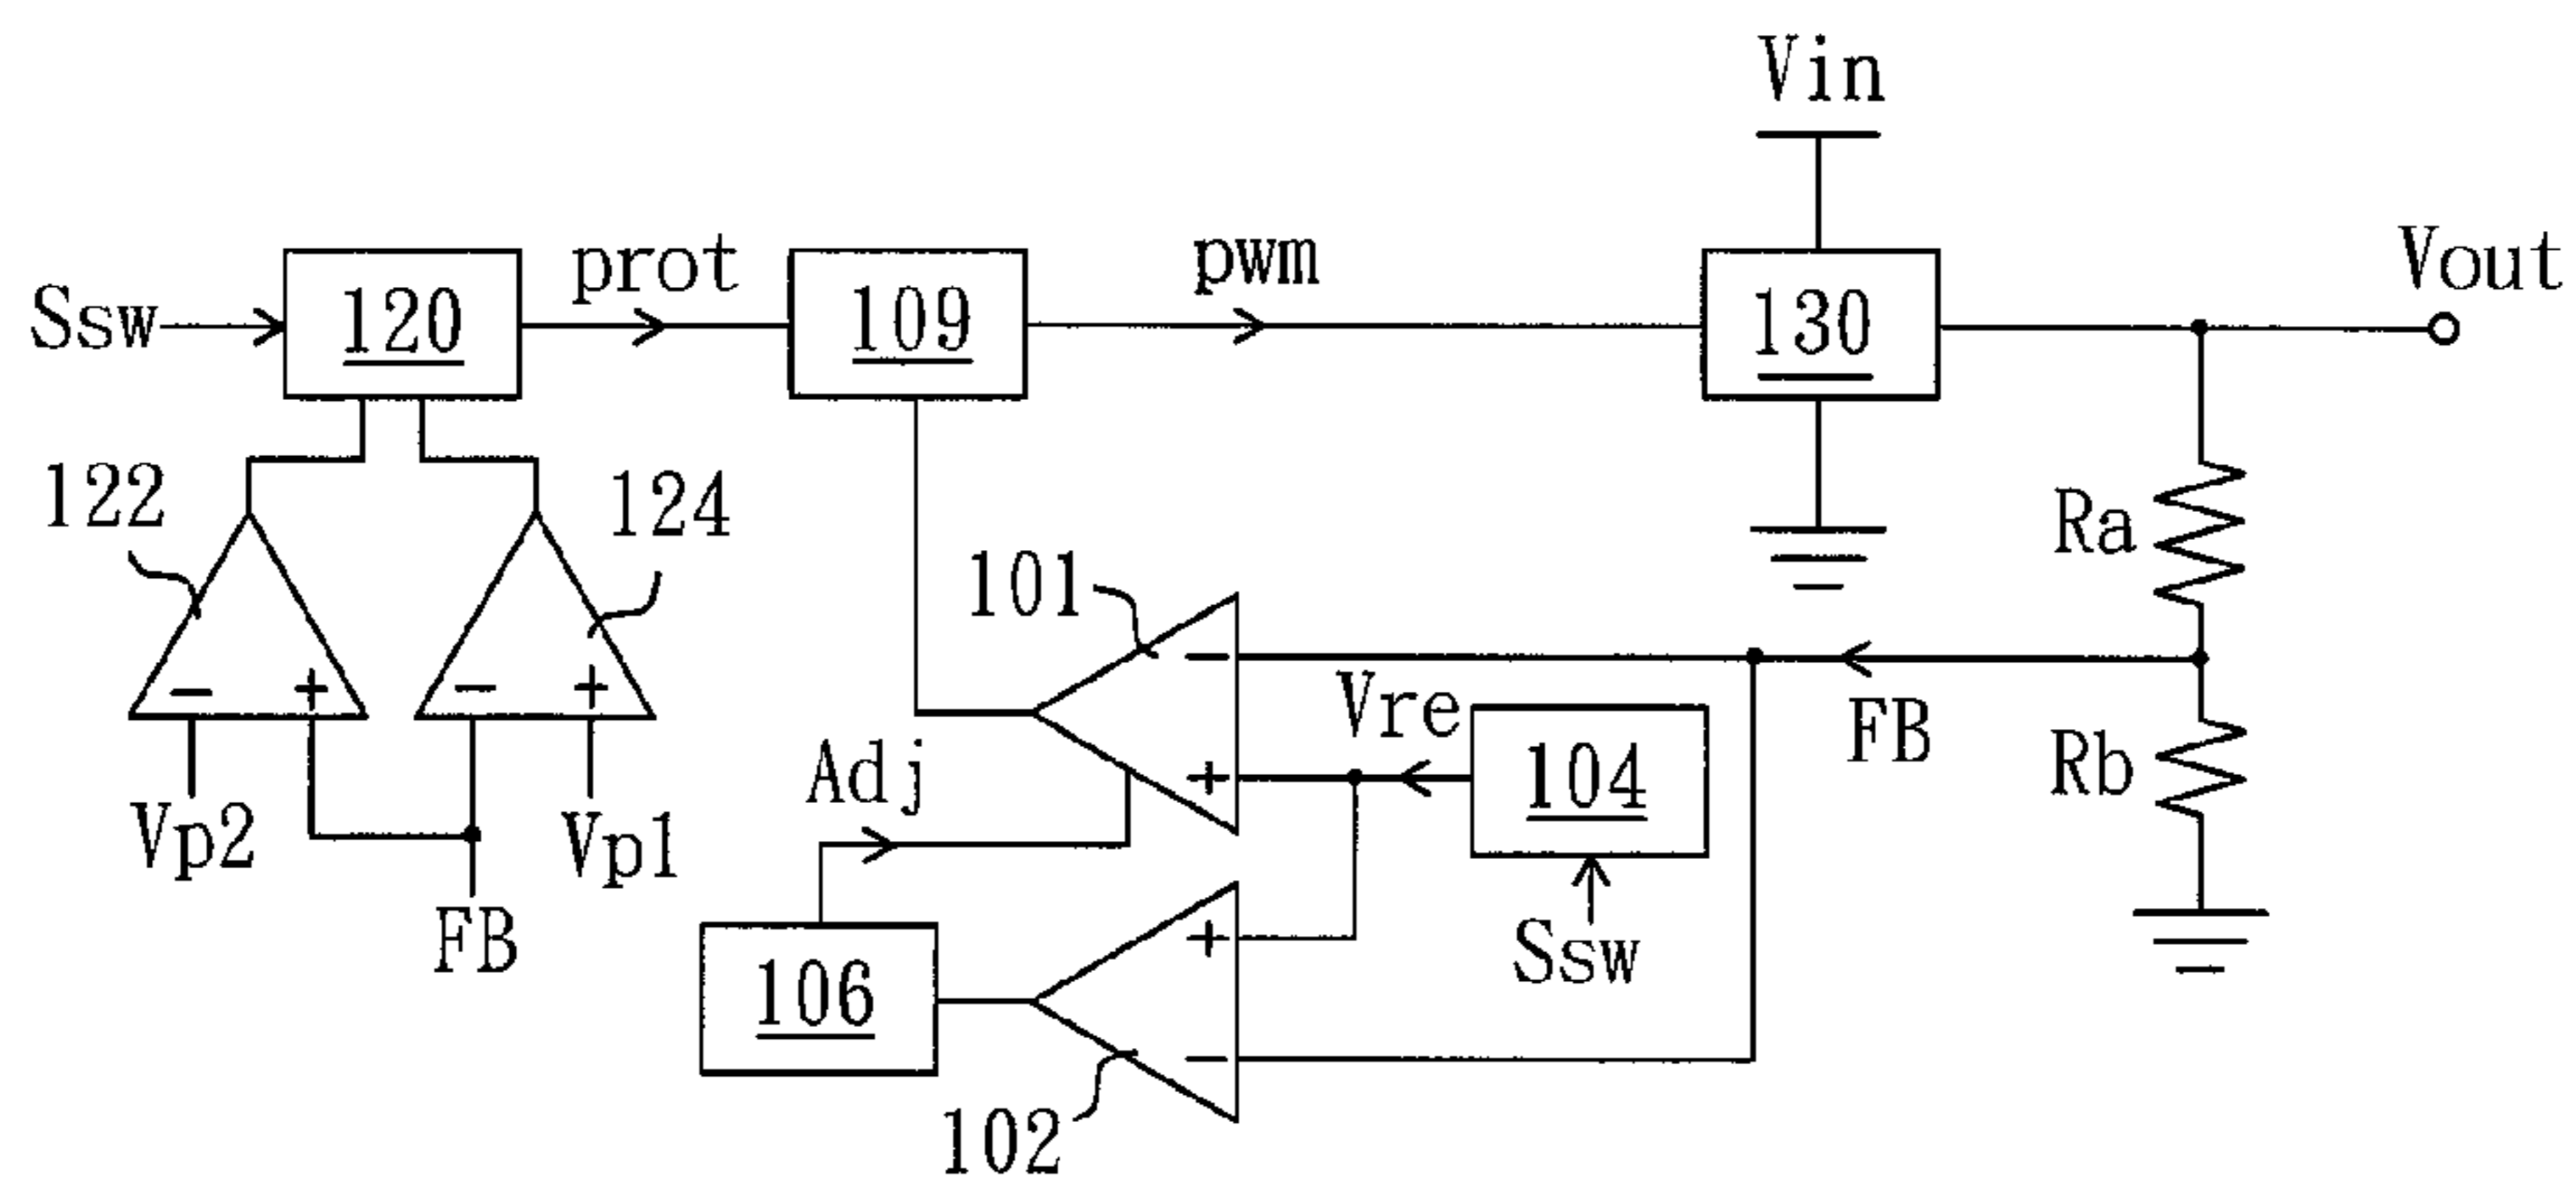 Vin
Ssw
120
prot
109
pwm
130
Vout
122
124
101
Ra
-
+
-
+
-
Vre
FB
Rb
Vp2
Vp1
Adj
+
104
FB
106
+
Ssw
-
102